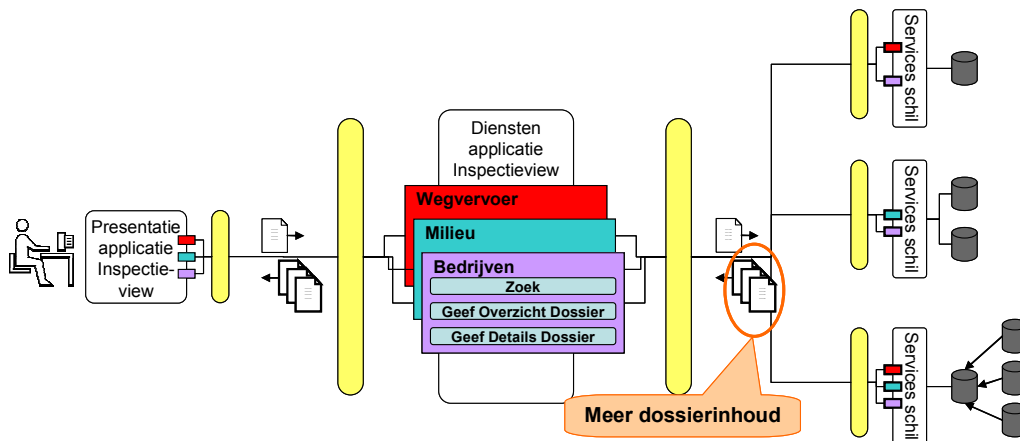 Presentatie
applicatie
Inspectie-
view
Diensten
applicatie
Inspectieview
Wegvervoer
Milieu
Bedrijven
Zoek
Geef Overzicht Dossier
Geef Details Dossier
Meer dossierinhoud
Services schil
Services schil
Services schil